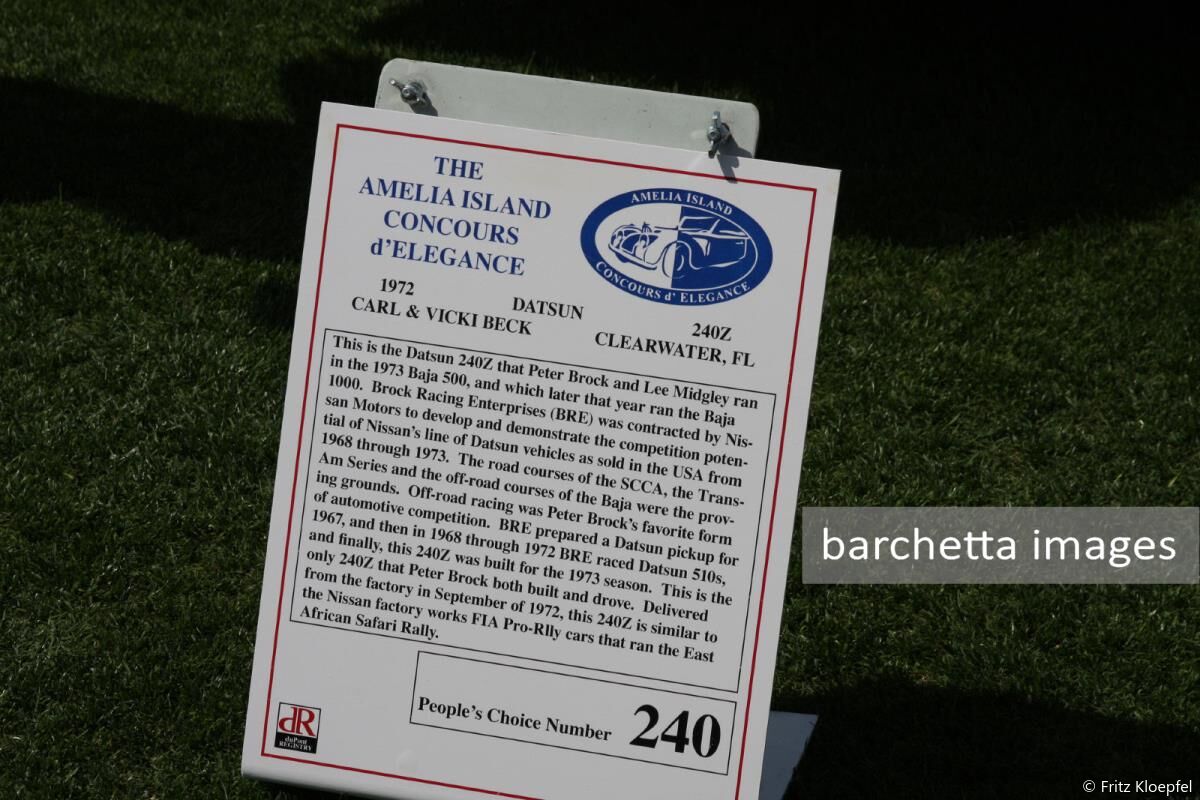 THE
AMELIA ISLAND
CONCOURS
d'ELEGANCE
AMELIA ISLAND
CONCOURS d' ELEGANCE
1972 DATSUN 240Z
CARL & VICKI BECK CLEARWATER, FL
This is the Datsun 240Z that Peter Brock and Lee Midgley ran
in the 1973 Baja 500, and which later that year ran the Baja
1000. Brock Racing Enterprises (BRE) was contracted by Nis-
san Motors to develop and demonstrate the competition poten-
tial of Nissan's line of Datsun vehicles as sold in the USA from
1968 through 1973. The road courses of the SCCA, the Trans-
Am Series and the off-road courses of the Baja were the prov-
ing grounds. Off-road racing was Peter Brock's favorite form
of automotive competition. BRE prepared a Datsun pickup for
1967, and then in 1968 through 1972 BRE raced Datsun 510s,
and finally, this 240Z was built for the 1973 season. This is the
only 240Z that Peter Brock both built and drove. Delivered
from the factory in September of 1972, this 240Z is similar to
the Nissan factory works FIA Pro-Rlly cars that ran the East
African Safari Rally.
People's Choice Number 240
dR
duPont
REGISTRY
barchetta images
© Fritz Kloepfel